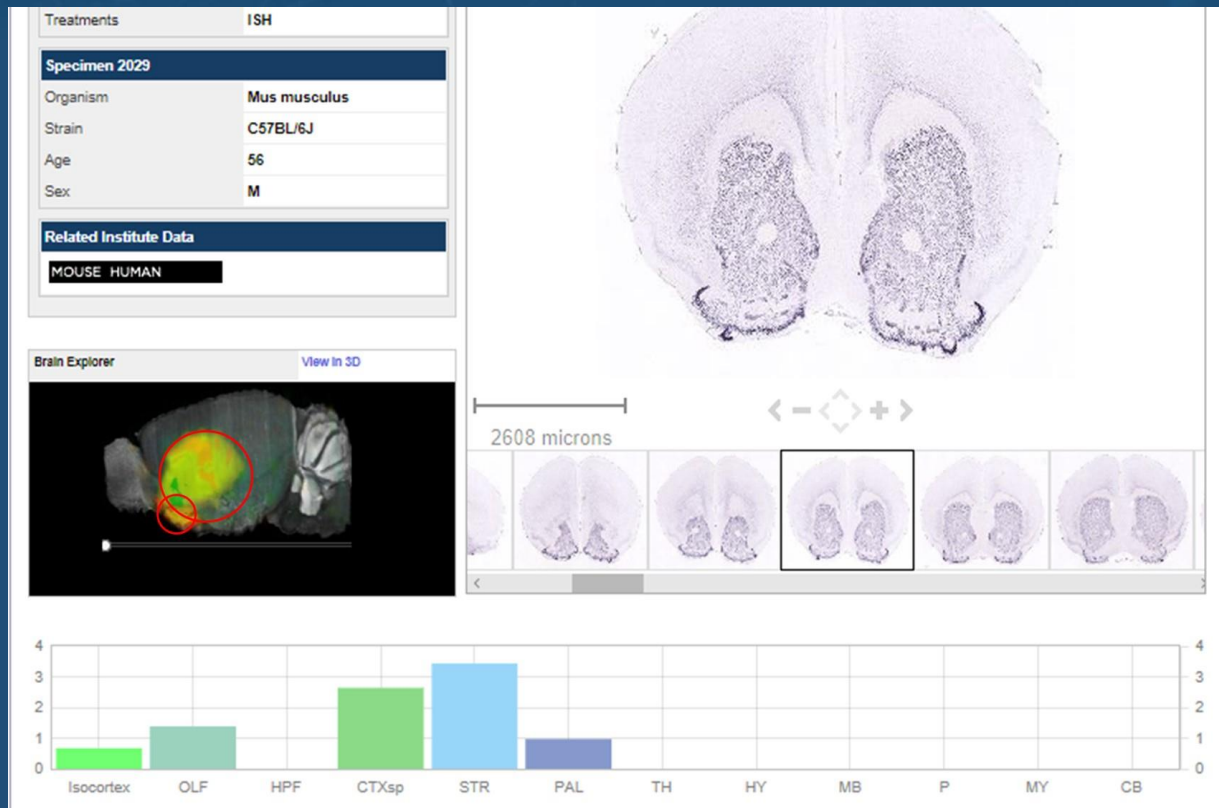 Treatments ISH
Specimen 2029
Organism Mus musculus
Strain C57BL/6J
Age 56
Sex M
Related Institute Data
MOUSE HUMAN
Brain Explorer View in 3D
2608 microns
4 4
3 3
2 2
1 1
0 0
Isocortex OLF HPF CTXsp STR PAL TH HY MB P MY CB